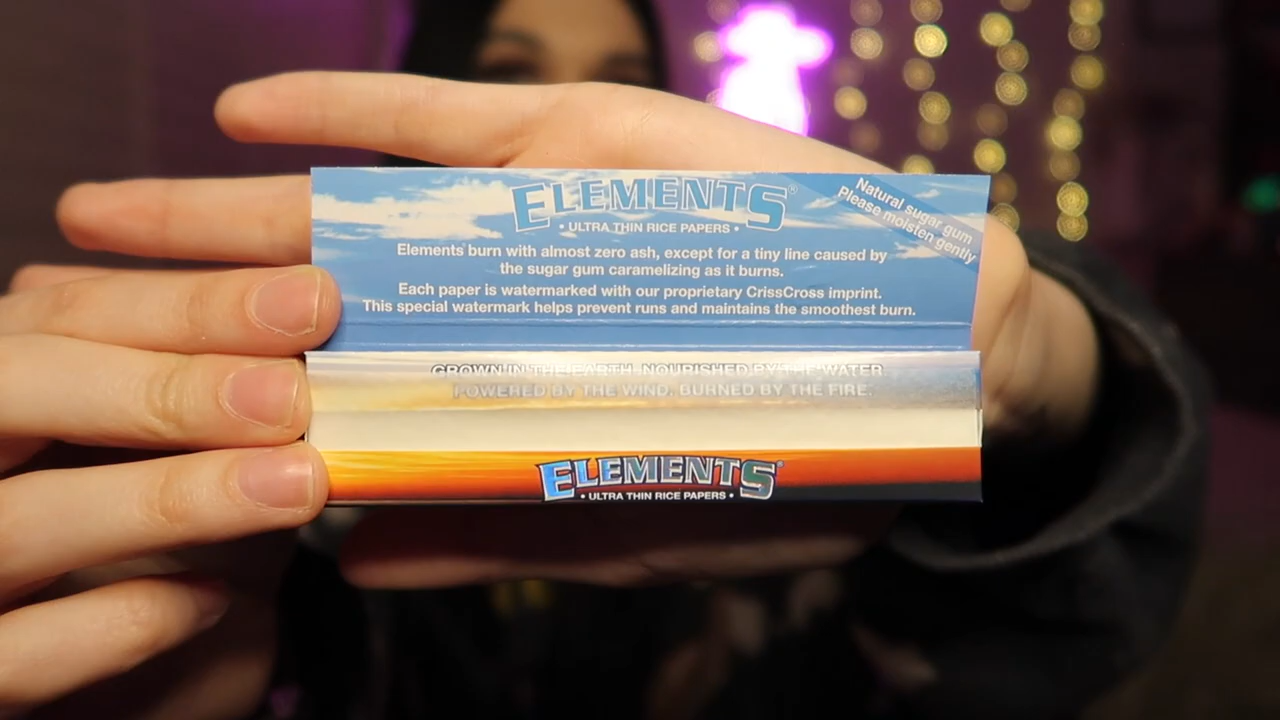 ELEMENTS®
• ULTRA THIN RICE PAPERS •
Natural sugar gum
Please moisten gently
Elements burn with almost zero ash, except for a tiny line caused by
the sugar gum caramelizing as it burns.
Each paper is watermarked with our proprietary CrissCross imprint.
This special watermark helps prevent runs and maintains the smoothest burn.
GROWN IN THE EARTH, NOURISHED BY THE WATER
POWERED BY THE WIND, BURNED BY THE FIRE.
ELEMENTS®
• ULTRA THIN RICE PAPERS •